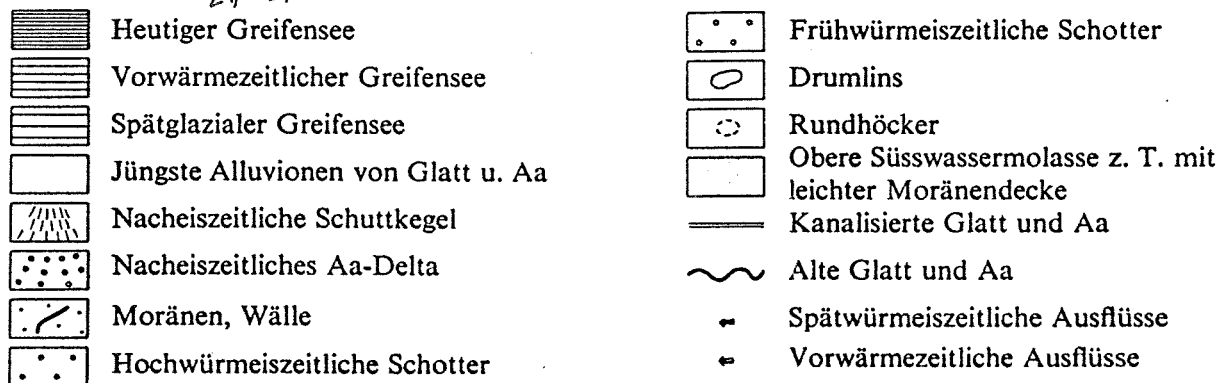 Heutiger Greifensee
Vorwärmezeitlicher Greifensee
Spätglazialer Greifensee
Jüngste Alluvionen von Glatt u. Aa
Nacheiszeitliche Schuttkegel
Nacheiszeitliches Aa-Delta
Moränen, Wälle
Hochwürmeiszeitliche Schotter
Frühwürmeiszeitliche Schotter
Drumlins
Rundhöcker
Obere Süsswassermolasse z. T. mit
leichter Moränendecke
Kanalisierte Glatt und Aa
Alte Glatt und Aa
Spätwürmeiszeitliche Ausflüsse
Vorwärmezeitliche Ausflüsse